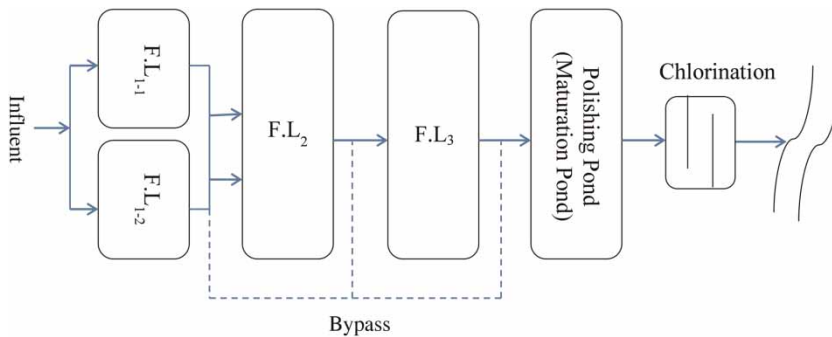 Influent
F.L1-1
F.L1-2
F.L2
F.L3
Polishing Pond
(Maturation Pond)
Chlorination
Bypass